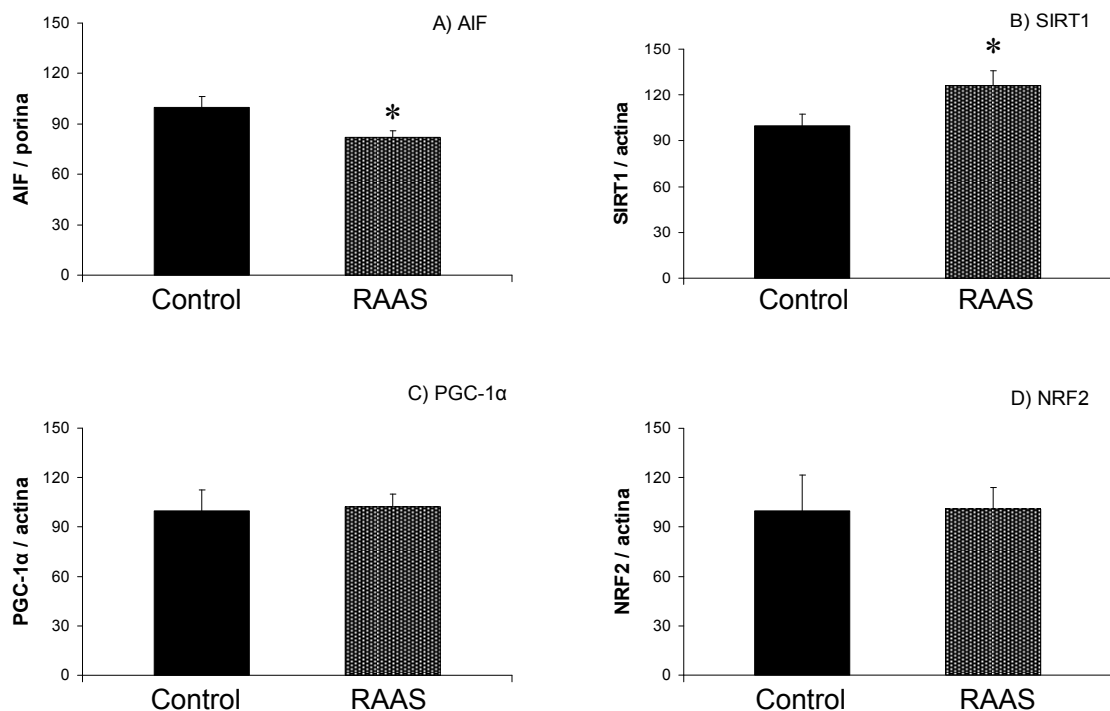 A) AIF
150
120
90
60
30
0
AIF / porina
*
Control RAAS
B) SIRT1
150
120
90
60
30
0
SIRT1 / actina
*
Control RAAS
C) PGC-1α
150
120
90
60
30
0
PGC-1α / actina
Control RAAS
D) NRF2
150
120
90
60
30
0
NRF2 / actina
Control RAAS